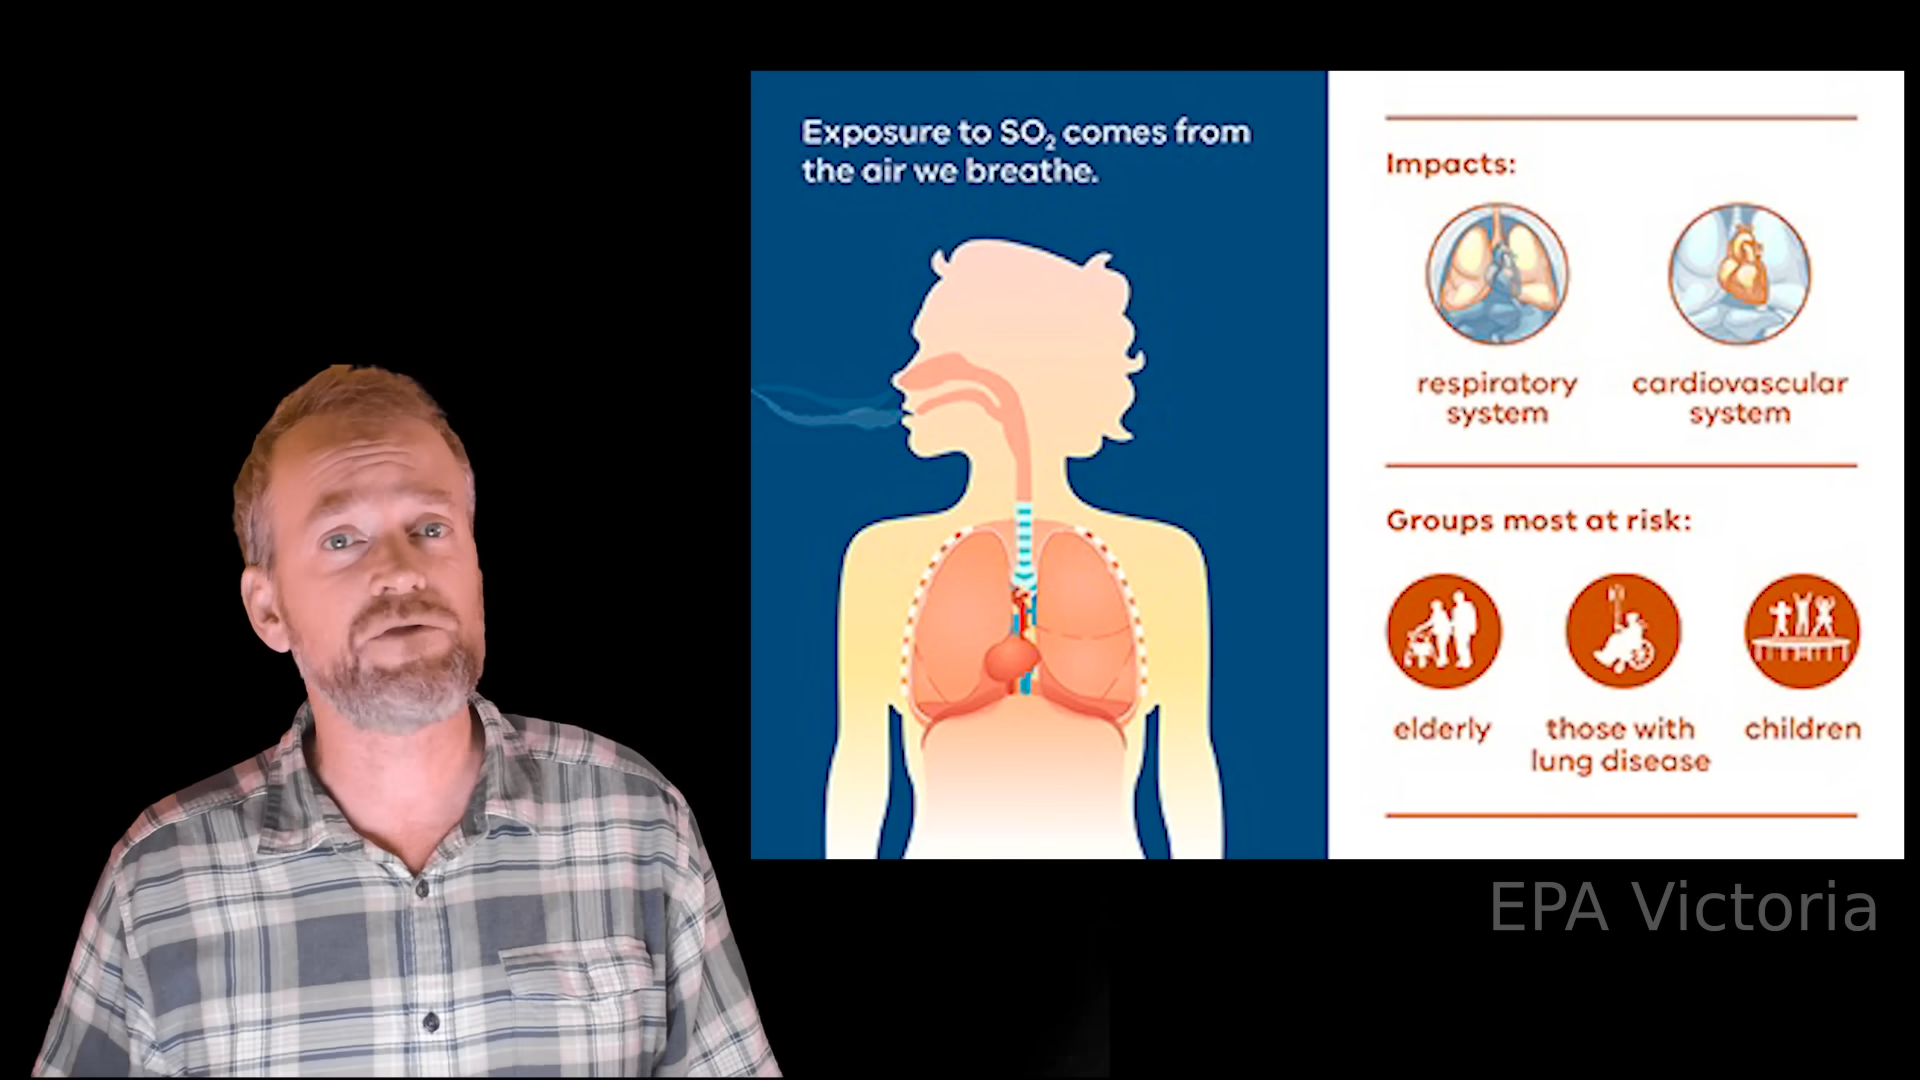 Exposure to SO₂ comes from
the air we breathe.
Impacts:
respiratory
system
cardiovascular
system
Groups most at risk:
elderly
those with
lung disease
children
EPA Victoria